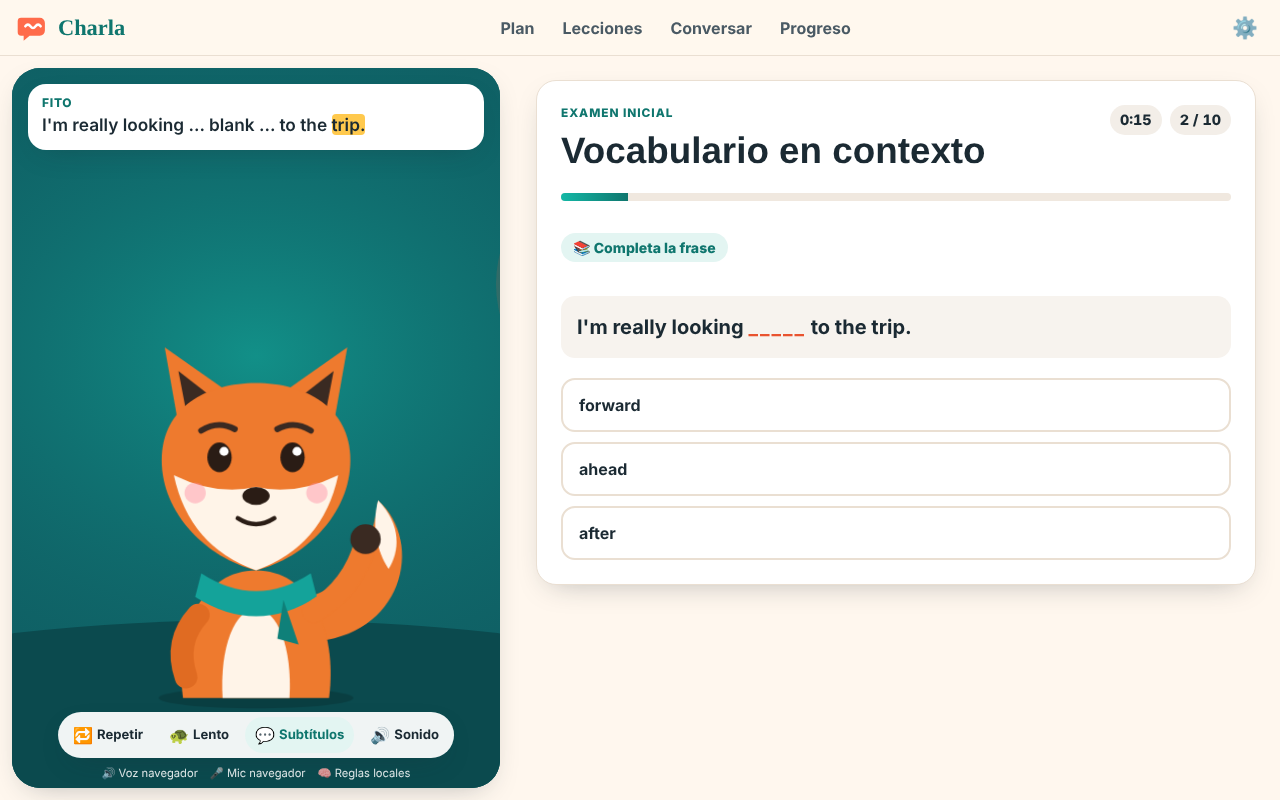 Charla
Plan
Lecciones
Conversar
Progreso
FITO
I'm really looking ... blank ... to the trip.
Repetir
Lento
Subtítulos
Sonido
Voz navegador
Mic navegador
Reglas locales
EXAMEN INICIAL
0:15
2 / 10
Vocabulario en contexto
Completa la frase
I'm really looking _____ to the trip.
forward
ahead
after